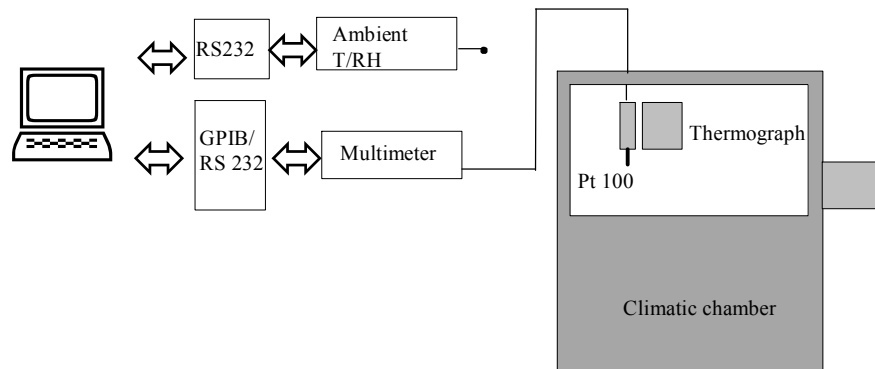 RS232
Ambient
T/RH
GPIB/
RS 232
Multimeter
Thermograph
Pt 100
Climatic chamber